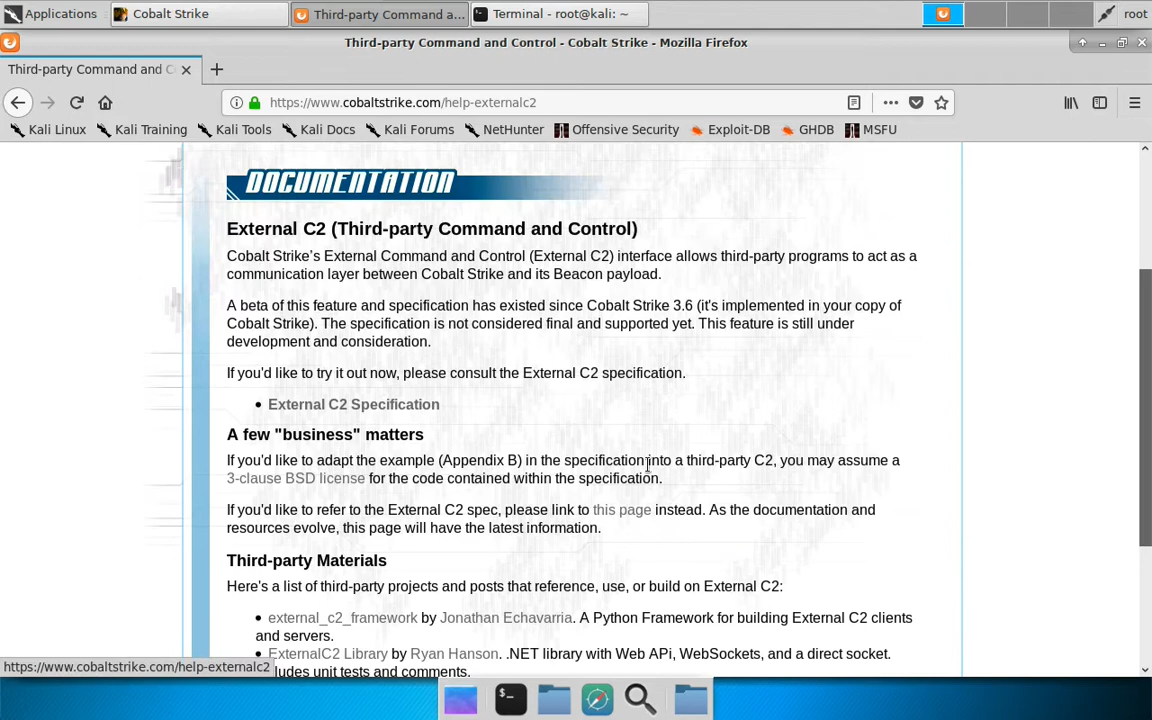 Applications
Cobalt Strike
Third-party Command a...
Terminal - root@kali: ~
root
Third-party Command and Control - Cobalt Strike - Mozilla Firefox
Third-party Command and C
https://www.cobaltstrike.com/help-externalc2
Kali Linux
Kali Training
Kali Tools
Kali Docs
Kali Forums
NetHunter
Offensive Security
Exploit-DB
GHDB
MSFU
DOCUMENTATION
External C2 (Third-party Command and Control)
Cobalt Strike's External Command and Control (External C2) interface allows third-party programs to act as a
communication layer between Cobalt Strike and its Beacon payload.
A beta of this feature and specification has existed since Cobalt Strike 3.6 (it's implemented in your copy of
Cobalt Strike). The specification is not considered final and supported yet. This feature is still under
development and consideration.
If you'd like to try it out now, please consult the External C2 specification.
• External C2 Specification
A few "business" matters
If you'd like to adapt the example (Appendix B) in the specification into a third-party C2, you may assume a
3-clause BSD license for the code contained within the specification.
If you'd like to refer to the External C2 spec, please link to this page instead. As the documentation and
resources evolve, this page will have the latest information.
Third-party Materials
Here's a list of third-party projects and posts that reference, use, or build on External C2:
• external_c2_framework by Jonathan Echavarria. A Python Framework for building External C2 clients
and servers.
• ExternalC2 Library by Ryan Hanson. .NET library with Web APi, WebSockets, and a direct socket.
ludes unit tests and comments.
https://www.cobaltstrike.com/help-externalc2